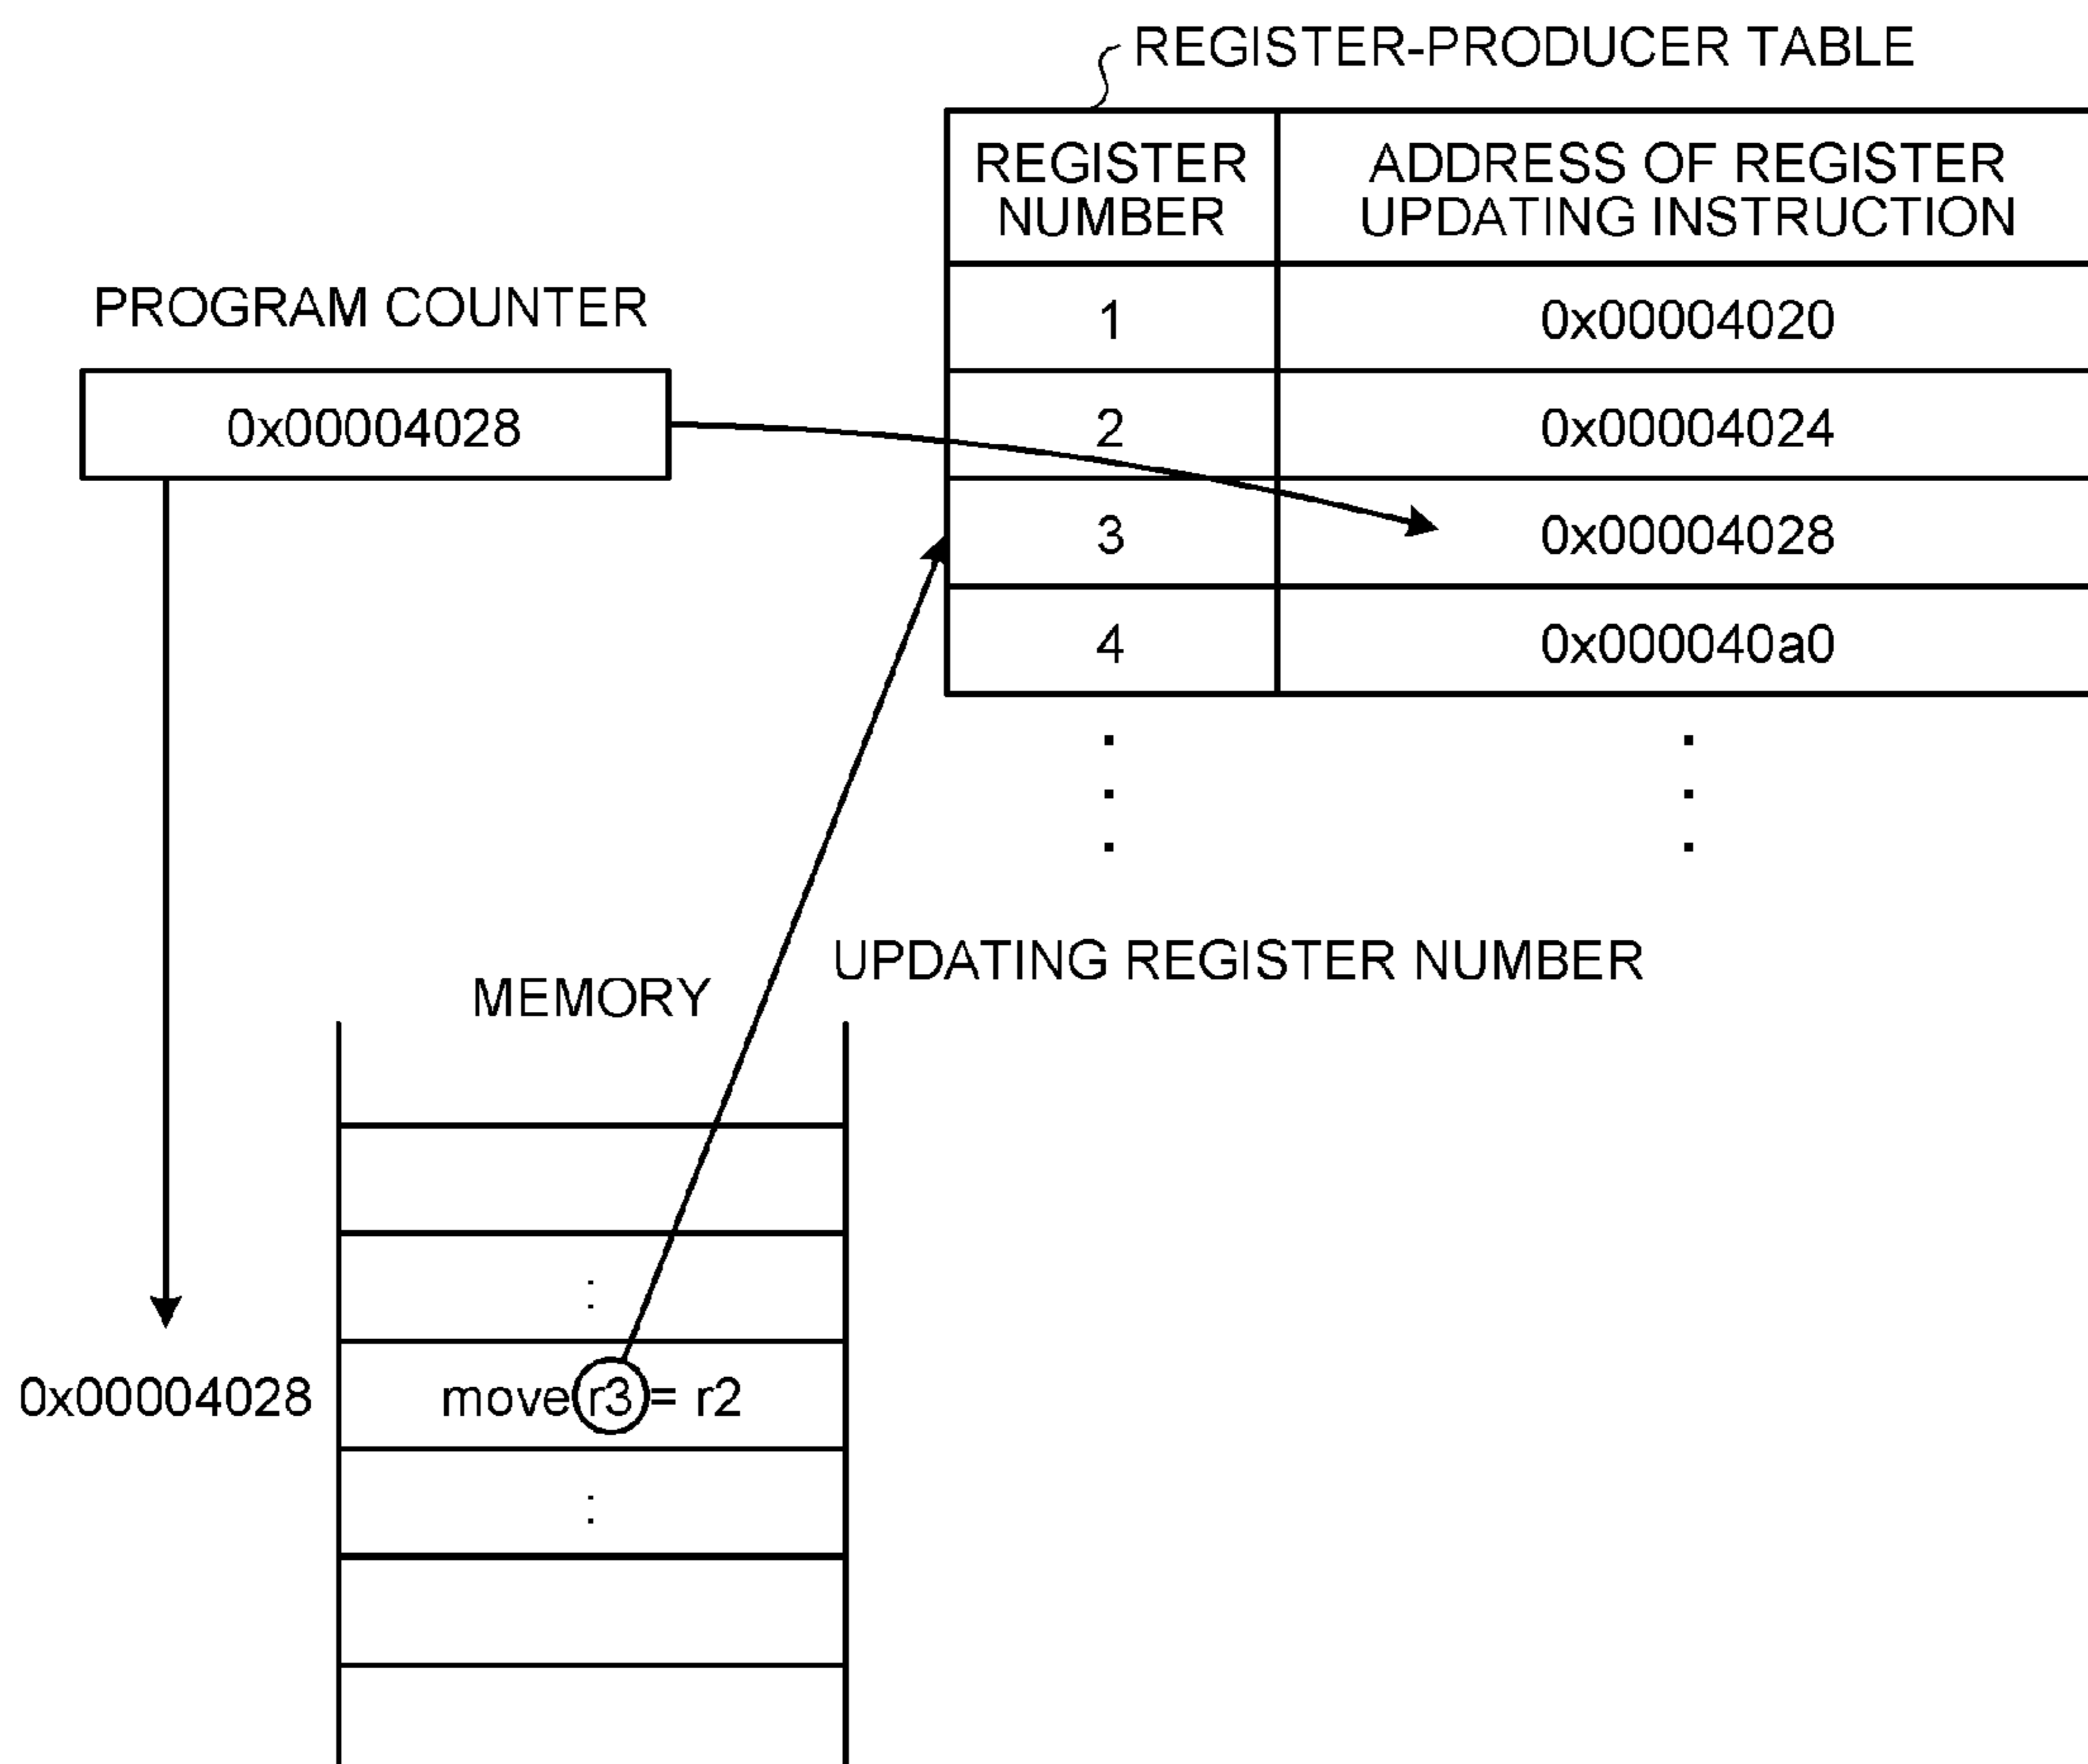 REGISTER-PRODUCER TABLE
REGISTER NUMBER
ADDRESS OF REGISTER UPDATING INSTRUCTION
PROGRAM COUNTER
0x00004028
1 0x00004020
2 0x00004024
3 0x00004028
4 0x000040a0
UPDATING REGISTER NUMBER
MEMORY
:
0x00004028 move r3 = r2
: